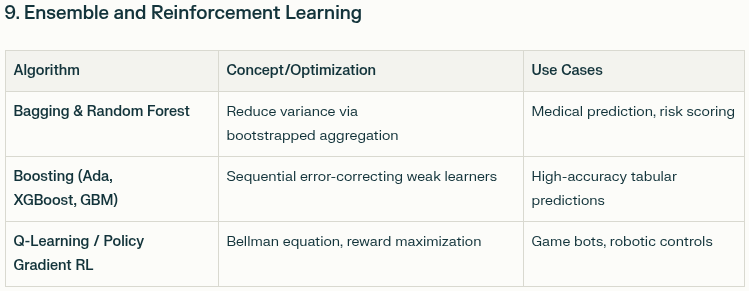 9. Ensemble and Reinforcement Learning
Algorithm
Concept/Optimization
Use Cases
Bagging & Random Forest
Reduce variance via
bootstrapped aggregation
Medical prediction, risk scoring
Boosting (Ada,
XGBoost, GBM)
Sequential error-correcting weak learners
High-accuracy tabular
predictions
Q-Learning / Policy
Gradient RL
Bellman equation, reward maximization
Game bots, robotic controls